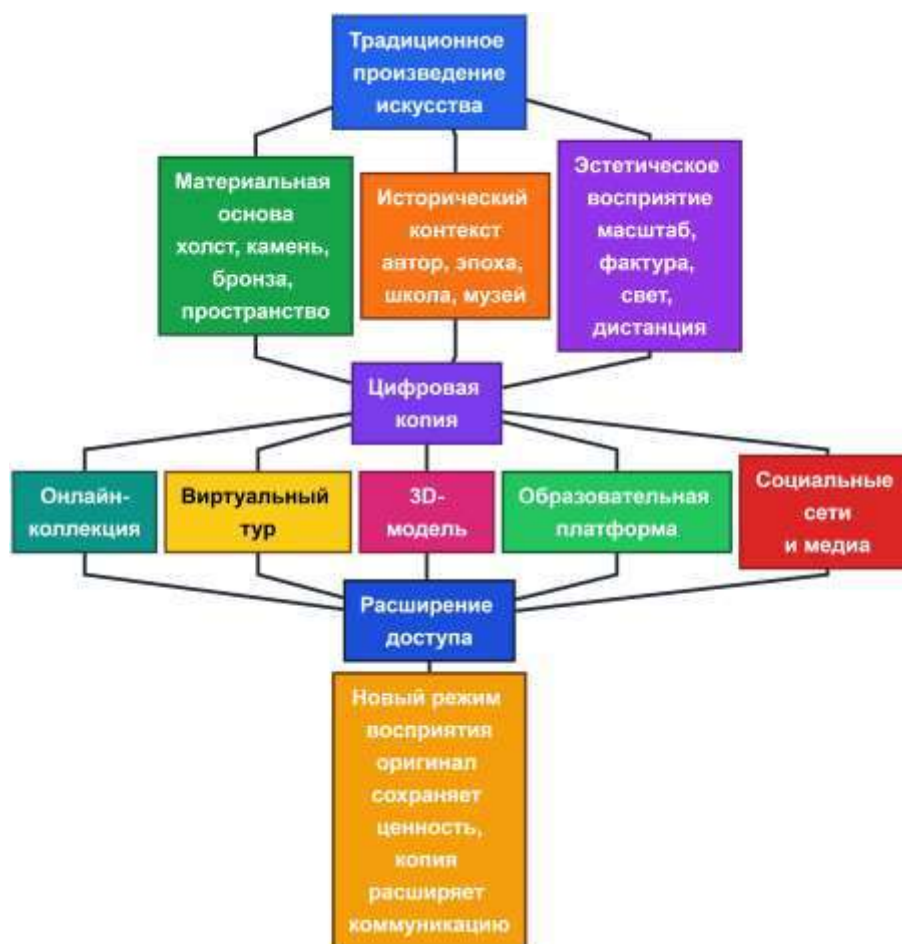 Традиционное
произведение
искусства
Материальная
основа
холст, камень,
бронза,
пространство
Исторический
контекст
автор, эпоха,
школа, музей
Эстетическое
восприятие
масштаб,
фактура,
свет,
дистанция
Цифровая
копия
Онлайн-
коллекция
Виртуальный
тур
3D-
модель
Образовательная
платформа
Социальные
сети
и медиа
Расширение
доступа
Новый режим
восприятия
оригинал
сохраняет
ценность,
копия
расширяет
коммуникацию